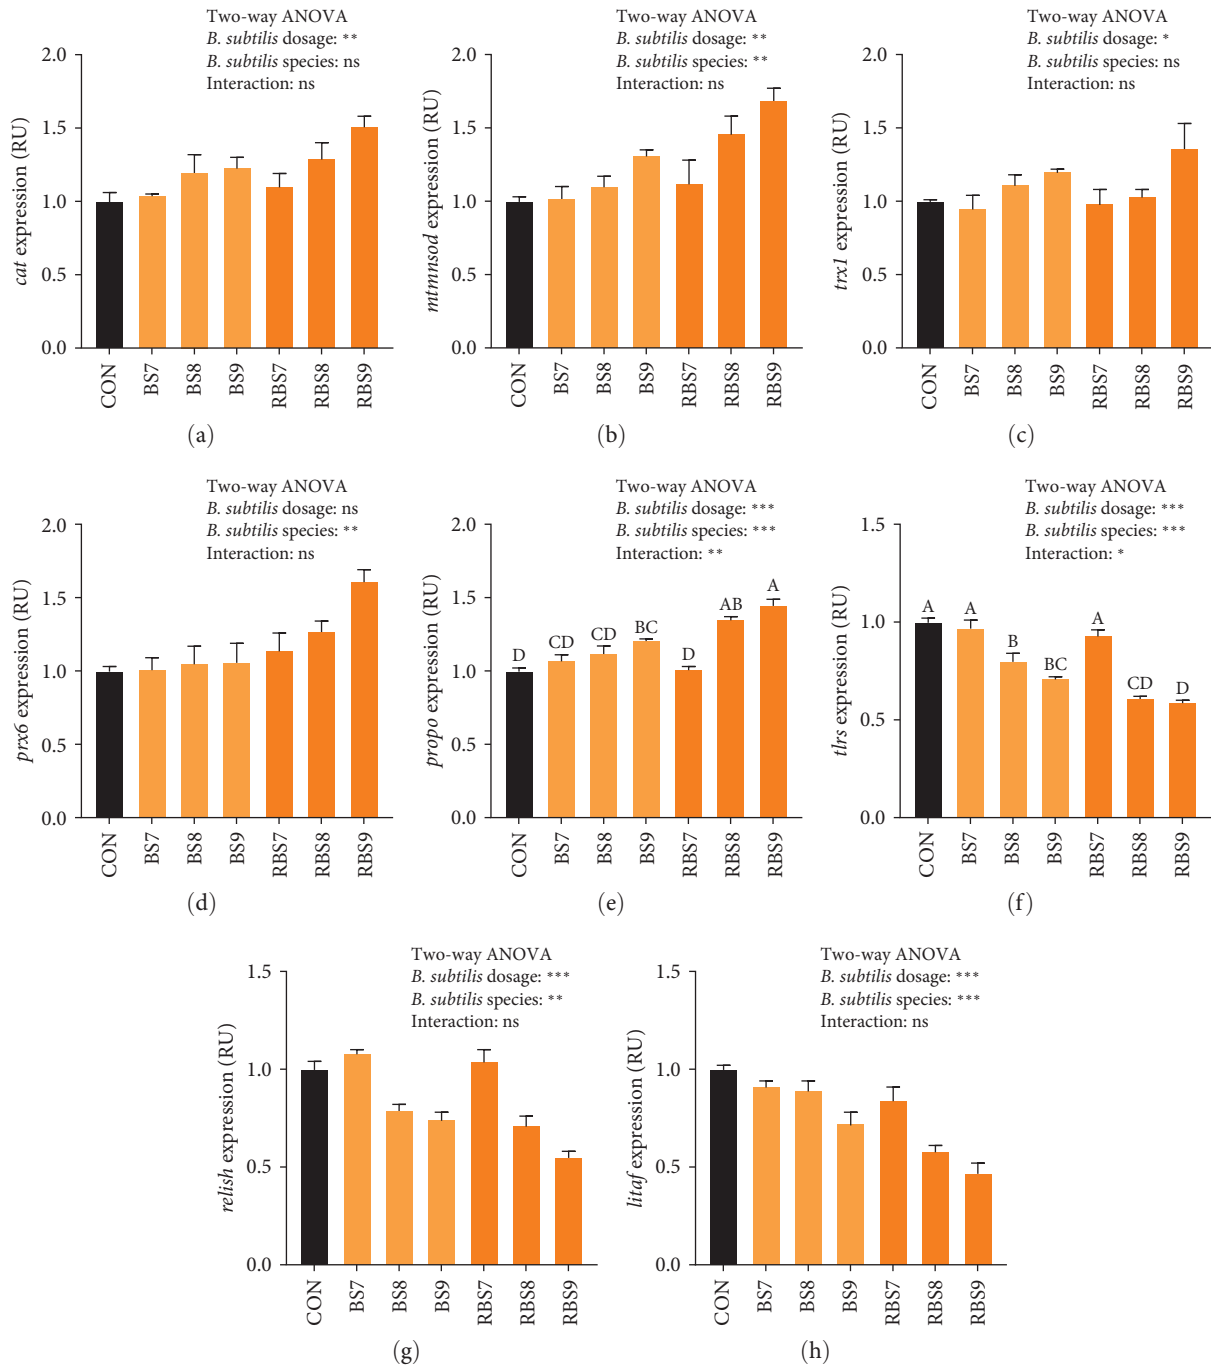 Two-way ANOVA
B. subtilis dosage: **
B. subtilis species: ns
Interaction: ns
cat expression (RU)
2.0
1.5
1.0
0.5
0.0
CON
BS7
BS8
BS9
RBS7
RBS8
RBS9
(a)
Two-way ANOVA
B. subtilis dosage: **
B. subtilis species: **
Interaction: ns
mtmnsod expression (RU)
2.0
1.5
1.0
0.5
0.0
CON
BS7
BS8
BS9
RBS7
RBS8
RBS9
(b)
Two-way ANOVA
B. subtilis dosage: *
B. subtilis species: ns
Interaction: ns
trx1 expression (RU)
2.0
1.5
1.0
0.5
0.0
CON
BS7
BS8
BS9
RBS7
RBS8
RBS9
(c)
Two-way ANOVA
B. subtilis dosage: ns
B. subtilis species: **
Interaction: ns
prx6 expression (RU)
2.0
1.5
1.0
0.5
0.0
CON
BS7
BS8
BS9
RBS7
RBS8
RBS9
(d)
Two-way ANOVA
B. subtilis dosage: ***
B. subtilis species: ***
Interaction: **
propo expression (RU)
2.0
1.5
1.0
0.5
0.0
D
CD
CD
BC
D
AB
A
CON
BS7
BS8
BS9
RBS7
RBS8
RBS9
(e)
Two-way ANOVA
B. subtilis dosage: ***
B. subtilis species: ***
Interaction: *
tlrs expression (RU)
1.5
1.0
0.5
0.0
A
A
B
BC
A
CD
D
CON
BS7
BS8
BS9
RBS7
RBS8
RBS9
(f)
Two-way ANOVA
B. subtilis dosage: ***
B. subtilis species: **
Interaction: ns
relish expression (RU)
1.5
1.0
0.5
0.0
CON
BS7
BS8
BS9
RBS7
RBS8
RBS9
(g)
Two-way ANOVA
B. subtilis dosage: ***
B. subtilis species: ***
Interaction: ns
litaf expression (RU)
1.5
1.0
0.5
0.0
CON
BS7
BS8
BS9
RBS7
RBS8
RBS9
(h)